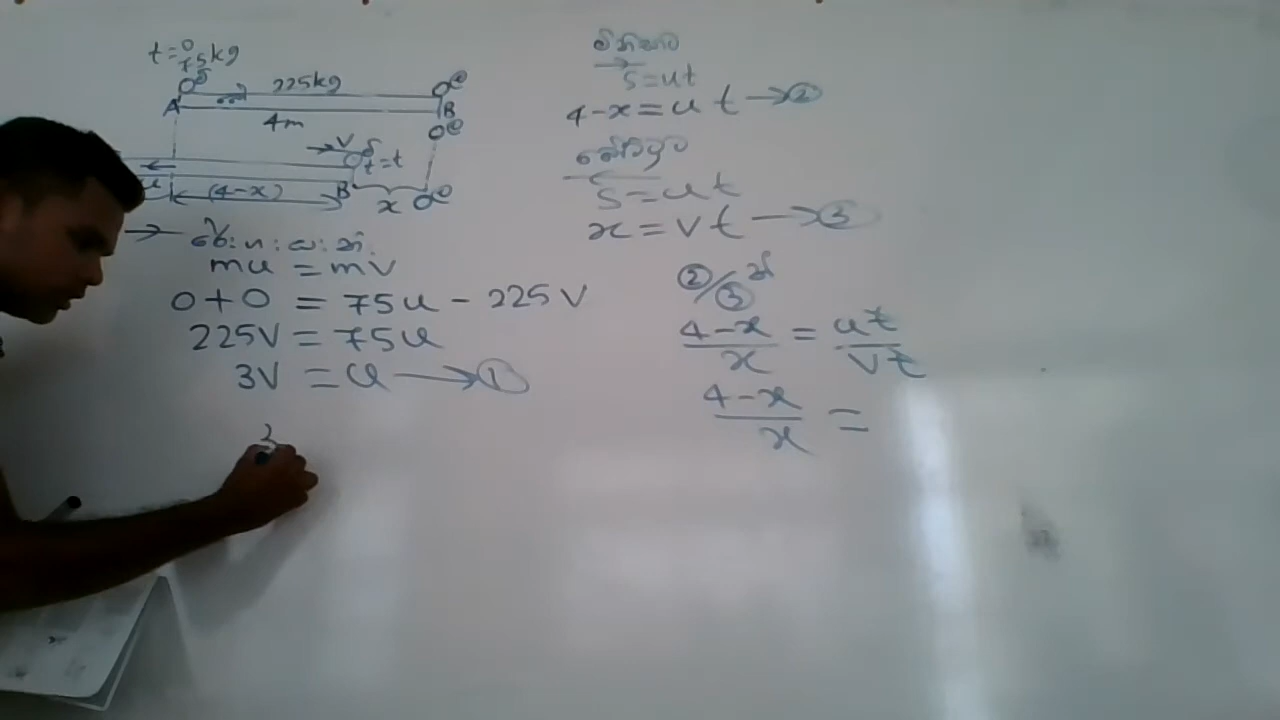 t=0
75kg
225kg
A
B
4m
V
t=t
u
(4-x)
B
x
mu = mv
0+0 = 75u - 225V
225V = 75u
3V = u → ①
3
මිනිසා
S=ut
4-x = ut → ②
S=ut
x = vt → ③
②/③
4-x/x = ut/vt
4-x/x =